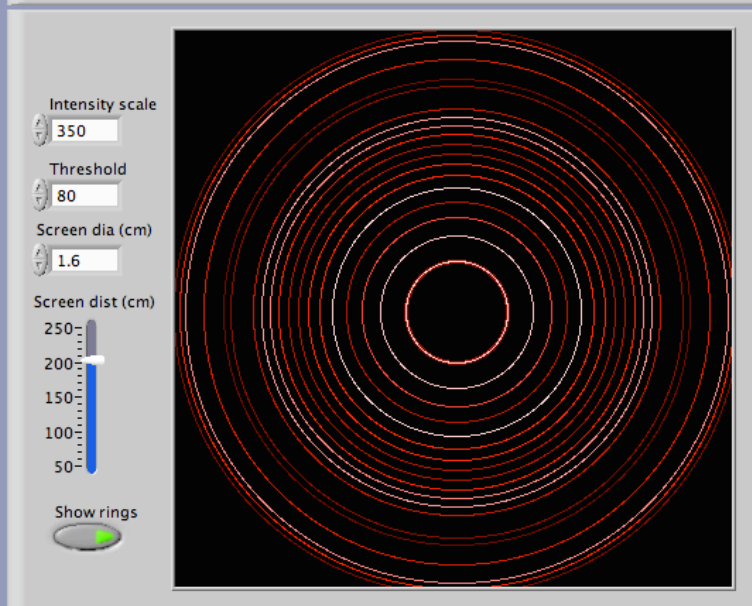 Intensity scale
350
Threshold
80
Screen dia (cm)
1.6
Screen dist (cm)
250
200
150
100
50
Show rings